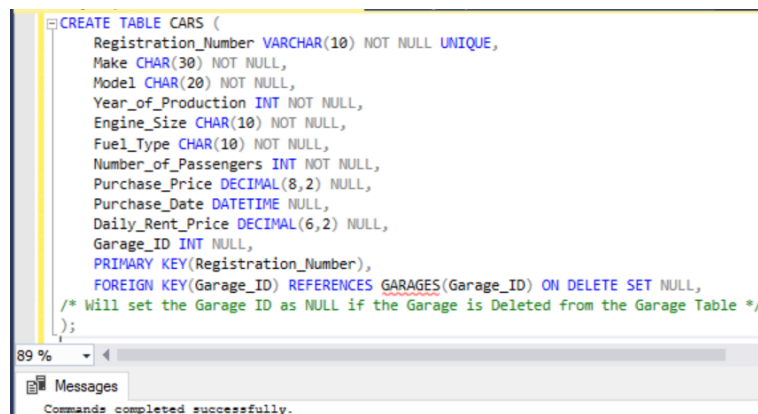 CREATE TABLE CARS (
Registration_Number VARCHAR(10) NOT NULL UNIQUE,
Make CHAR(30) NOT NULL,
Model CHAR(20) NOT NULL,
Year_of_Production INT NOT NULL,
Engine_Size CHAR(10) NOT NULL,
Fuel_Type CHAR(10) NOT NULL,
Number_of_Passengers INT NOT NULL,
Purchase_Price DECIMAL(8,2) NULL,
Purchase_Date DATETIME NULL,
Daily_Rent_Price DECIMAL(6,2) NULL,
Garage_ID INT NULL,
PRIMARY KEY(Registration_Number),
FOREIGN KEY(Garage_ID) REFERENCES GARAGES(Garage_ID) ON DELETE SET NULL,
/* Will set the Garage ID as NULL if the Garage is Deleted from the Garage Table */
);
89 %
Messages
Commands completed successfully.